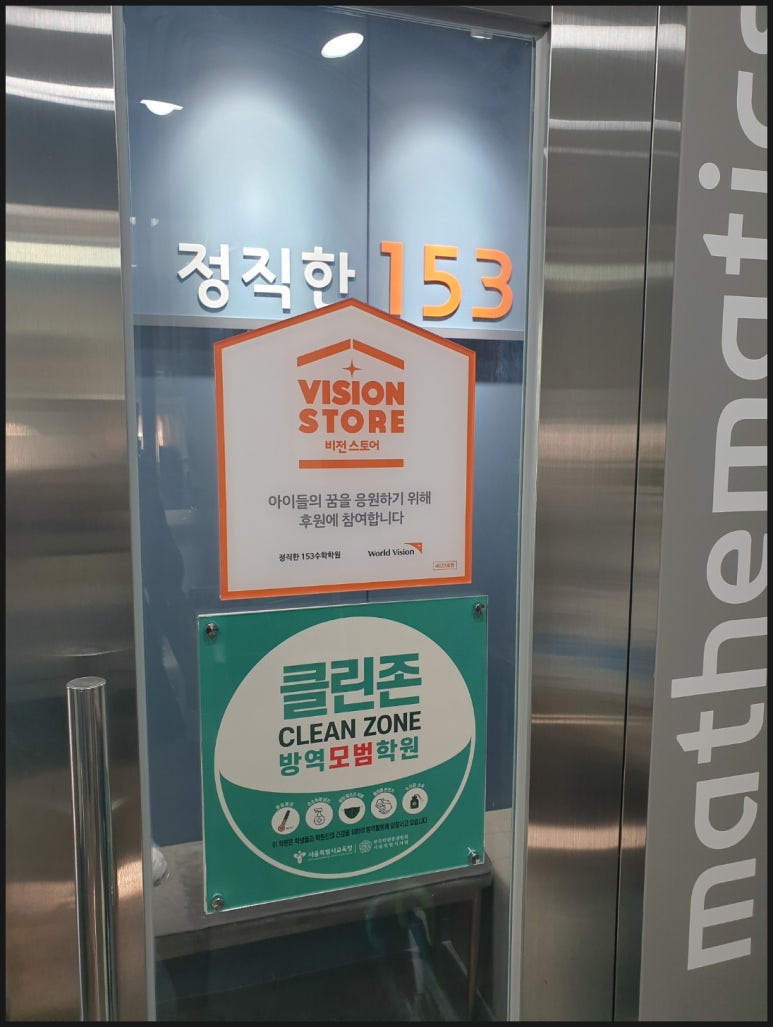 정직한 153
VISION
STORE
비전스토어
아이들의 꿈을 응원하기 위해
후원에 참여합니다
정직한 153수학학원
World Vision
클린존
CLEAN ZONE
방역모범학원
서울특별시교육청
mathematics